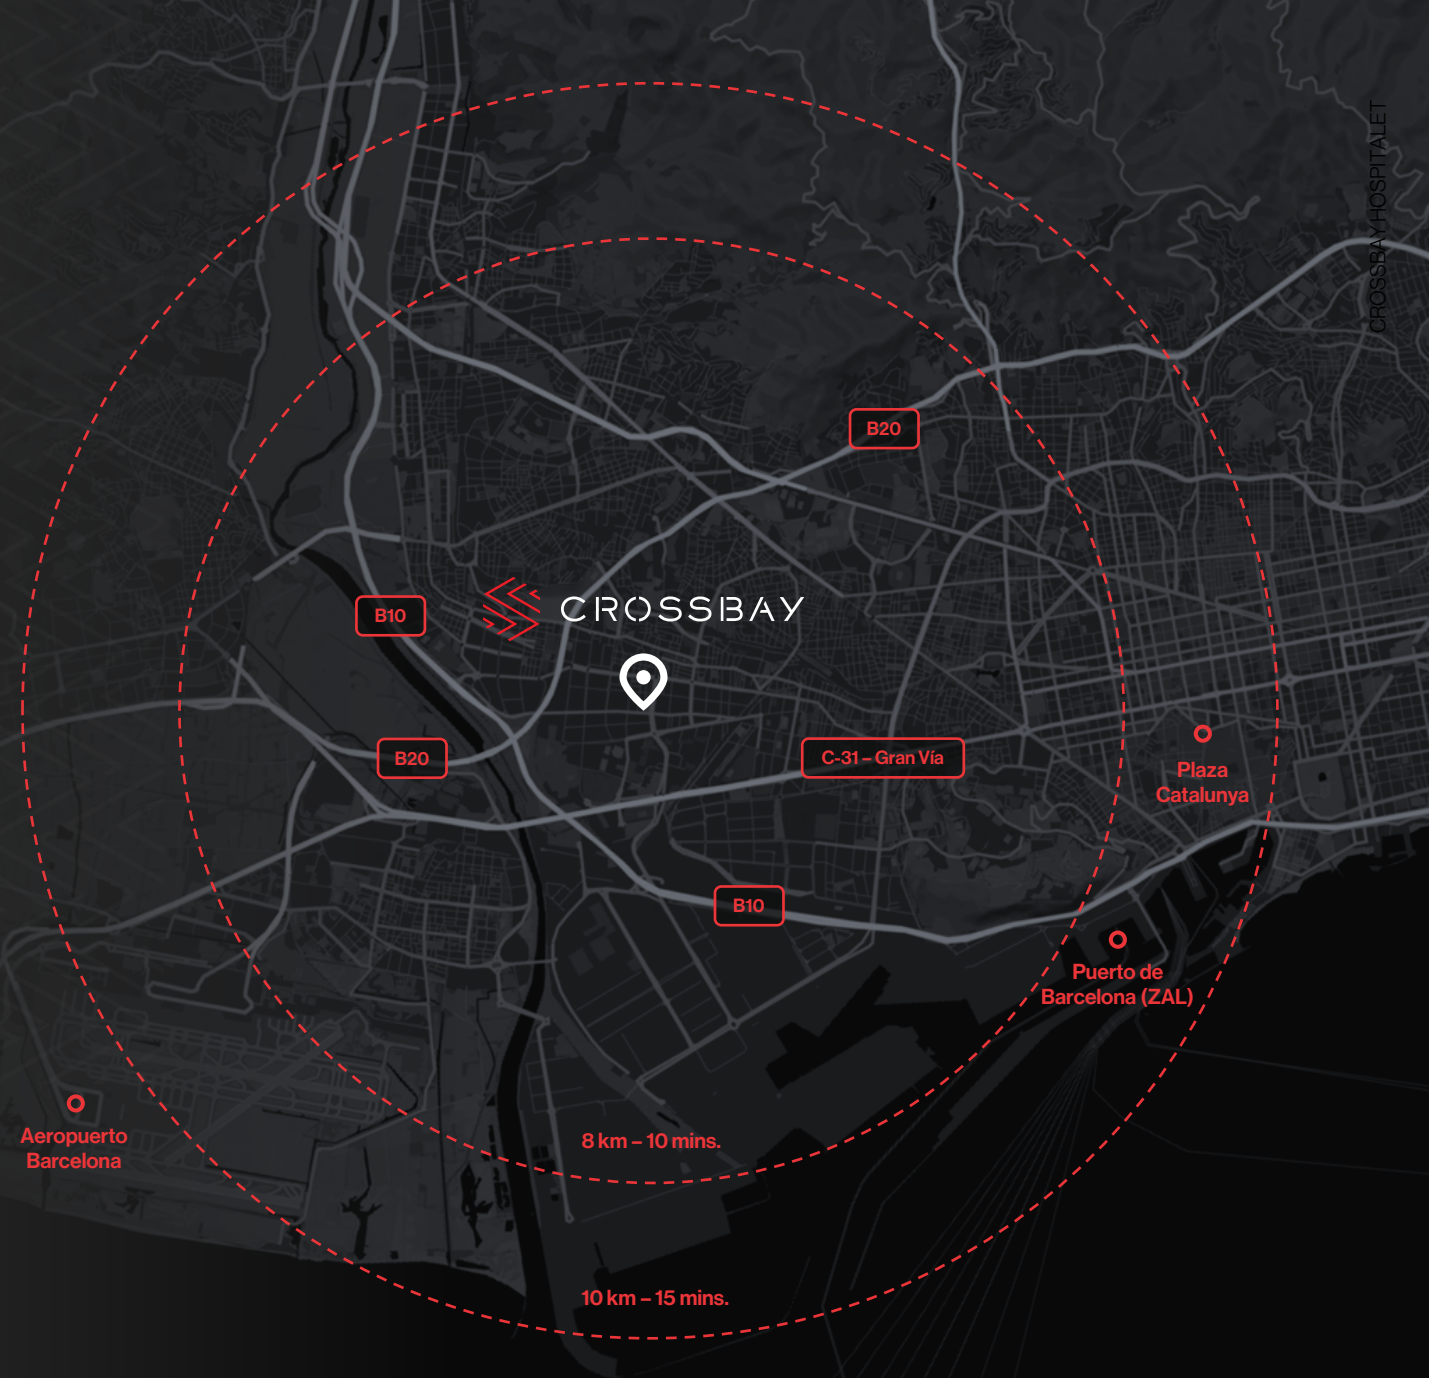 CROSSBAY HOSPITALET
B20
B10
CROSSBAY
B20
C-31 – Gran Vía
Plaza
Catalunya
B10
Puerto de
Barcelona (ZAL)
Aeropuerto
Barcelona
8 km – 10 mins.
10 km – 15 mins.